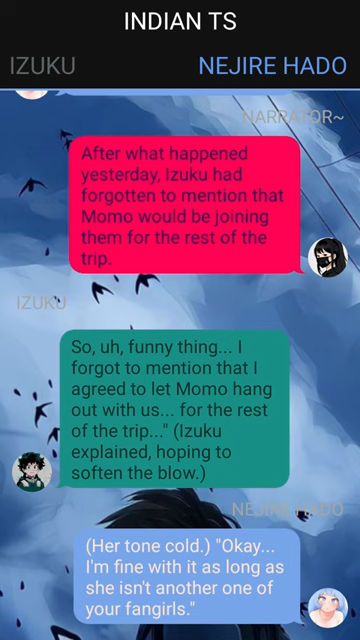 INDIAN TS
IZUKU
NEJIRE HADO
NARRATOR~
After what happened
yesterday, Izuku had
forgotten to mention that
Momo would be joining
them for the rest of the
trip.
IZUKU
So, uh, funny thing... I
forgot to mention that I
agreed to let Momo hang
out with us... for the rest
of the trip..." (Izuku
explained, hoping to
soften the blow.)
NEJIRE HADO
(Her tone cold.) "Okay...
I'm fine with it as long as
she isn't another one of
your fangirls."